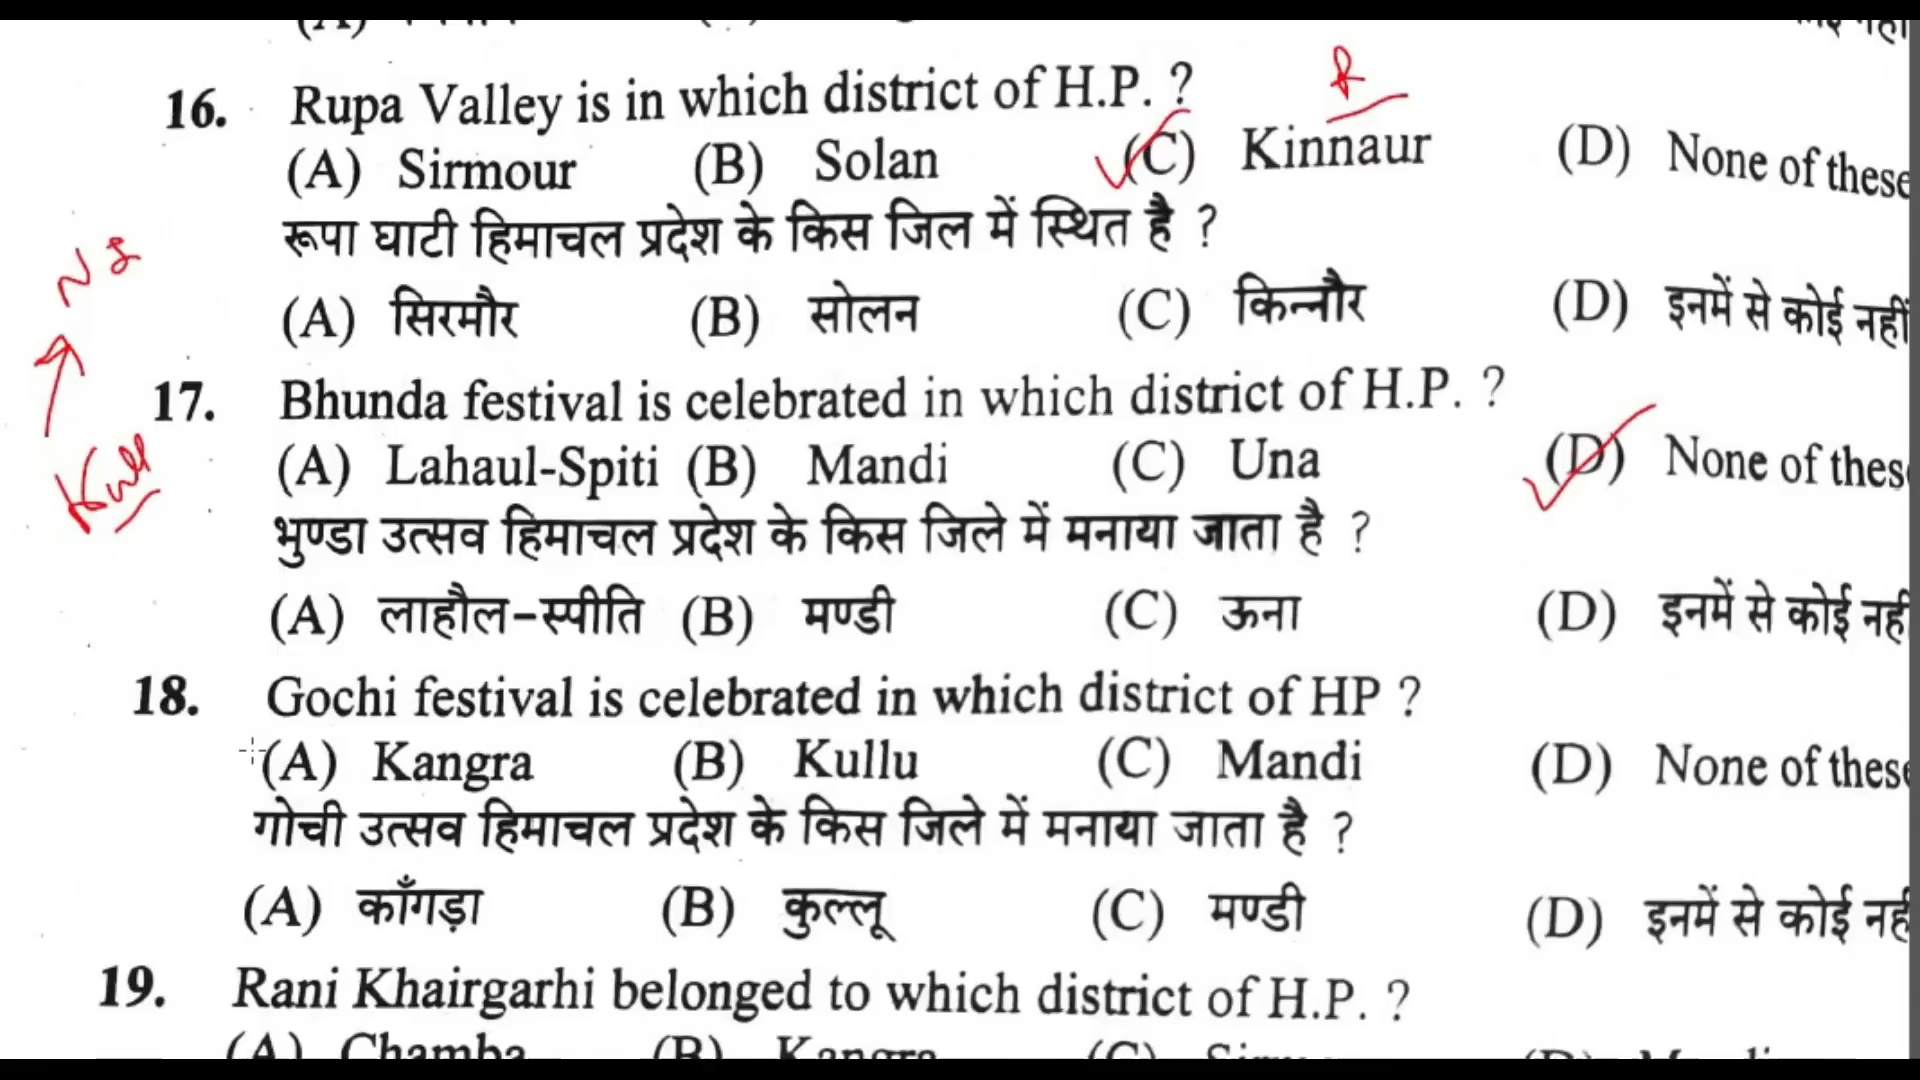 16. Rupa Valley is in which district of H.P. ?
(A) Sirmour (B) Solan (C) Kinnaur (D) None of these
रूपा घाटी हिमाचल प्रदेश के किस जिल में स्थित है ?
(A) सिरमौर (B) सोलन (C) किन्नौर (D) इनमें से कोई नहीं
17. Bhunda festival is celebrated in which district of H.P. ?
(A) Lahaul-Spiti (B) Mandi (C) Una (D) None of thes
भुण्डा उत्सव हिमाचल प्रदेश के किस जिले में मनाया जाता है ?
(A) लाहौल-स्पीति (B) मण्डी (C) ऊना (D) इनमें से कोई नही
18. Gochi festival is celebrated in which district of HP ?
(A) Kangra (B) Kullu (C) Mandi (D) None of these
गोची उत्सव हिमाचल प्रदेश के किस जिले में मनाया जाता है ?
(A) काँगड़ा (B) कुल्लू (C) मण्डी (D) इनमें से कोई नही
19. Rani Khairgarhi belonged to which district of H.P. ?
(A) Chamba (B) Kangra (C)